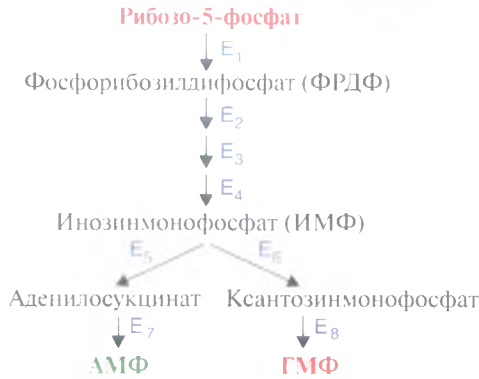 Рибозо-5-фосфат
E₁
Фосфорибозилдифосфат (ФРДФ)
E₂
E₃
E₄
Инозинмонофосфат (ИМФ)
E₅ E₆
Аденилосукцинат Ксантозинмонофосфат
E₇ E₈
АМФ ГМФ